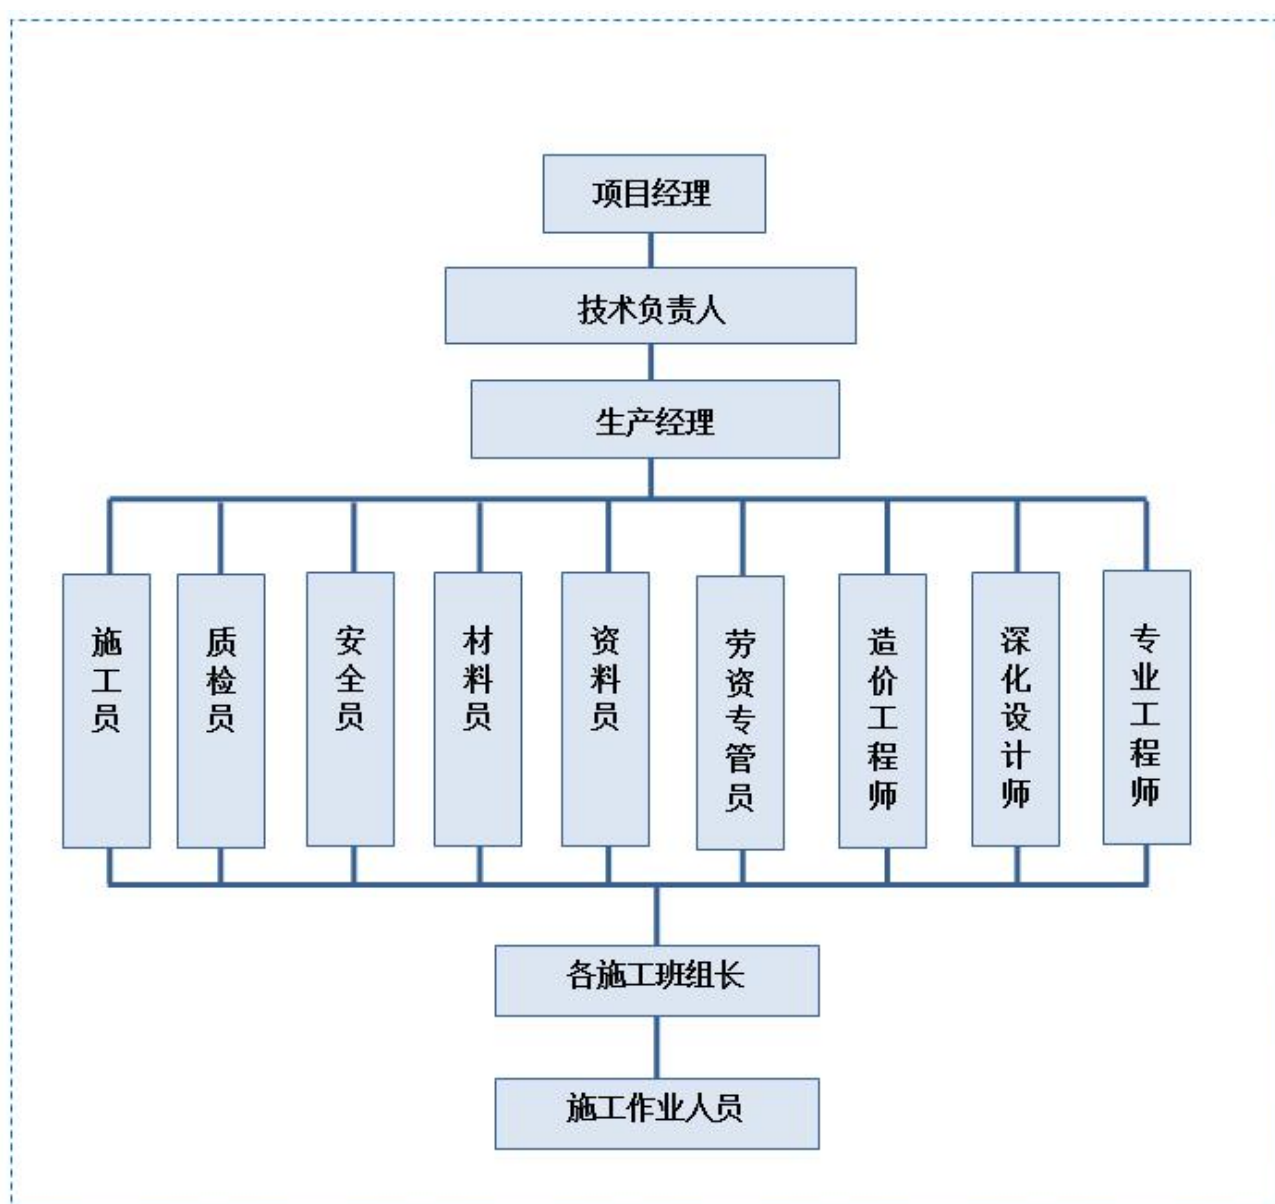 项目经理
技术负责人
生产经理
施工员
质检员
安全员
材料员
资料员
劳资专管员
造价工程师
深化设计师
专业工程师
各施工班组长
施工作业人员